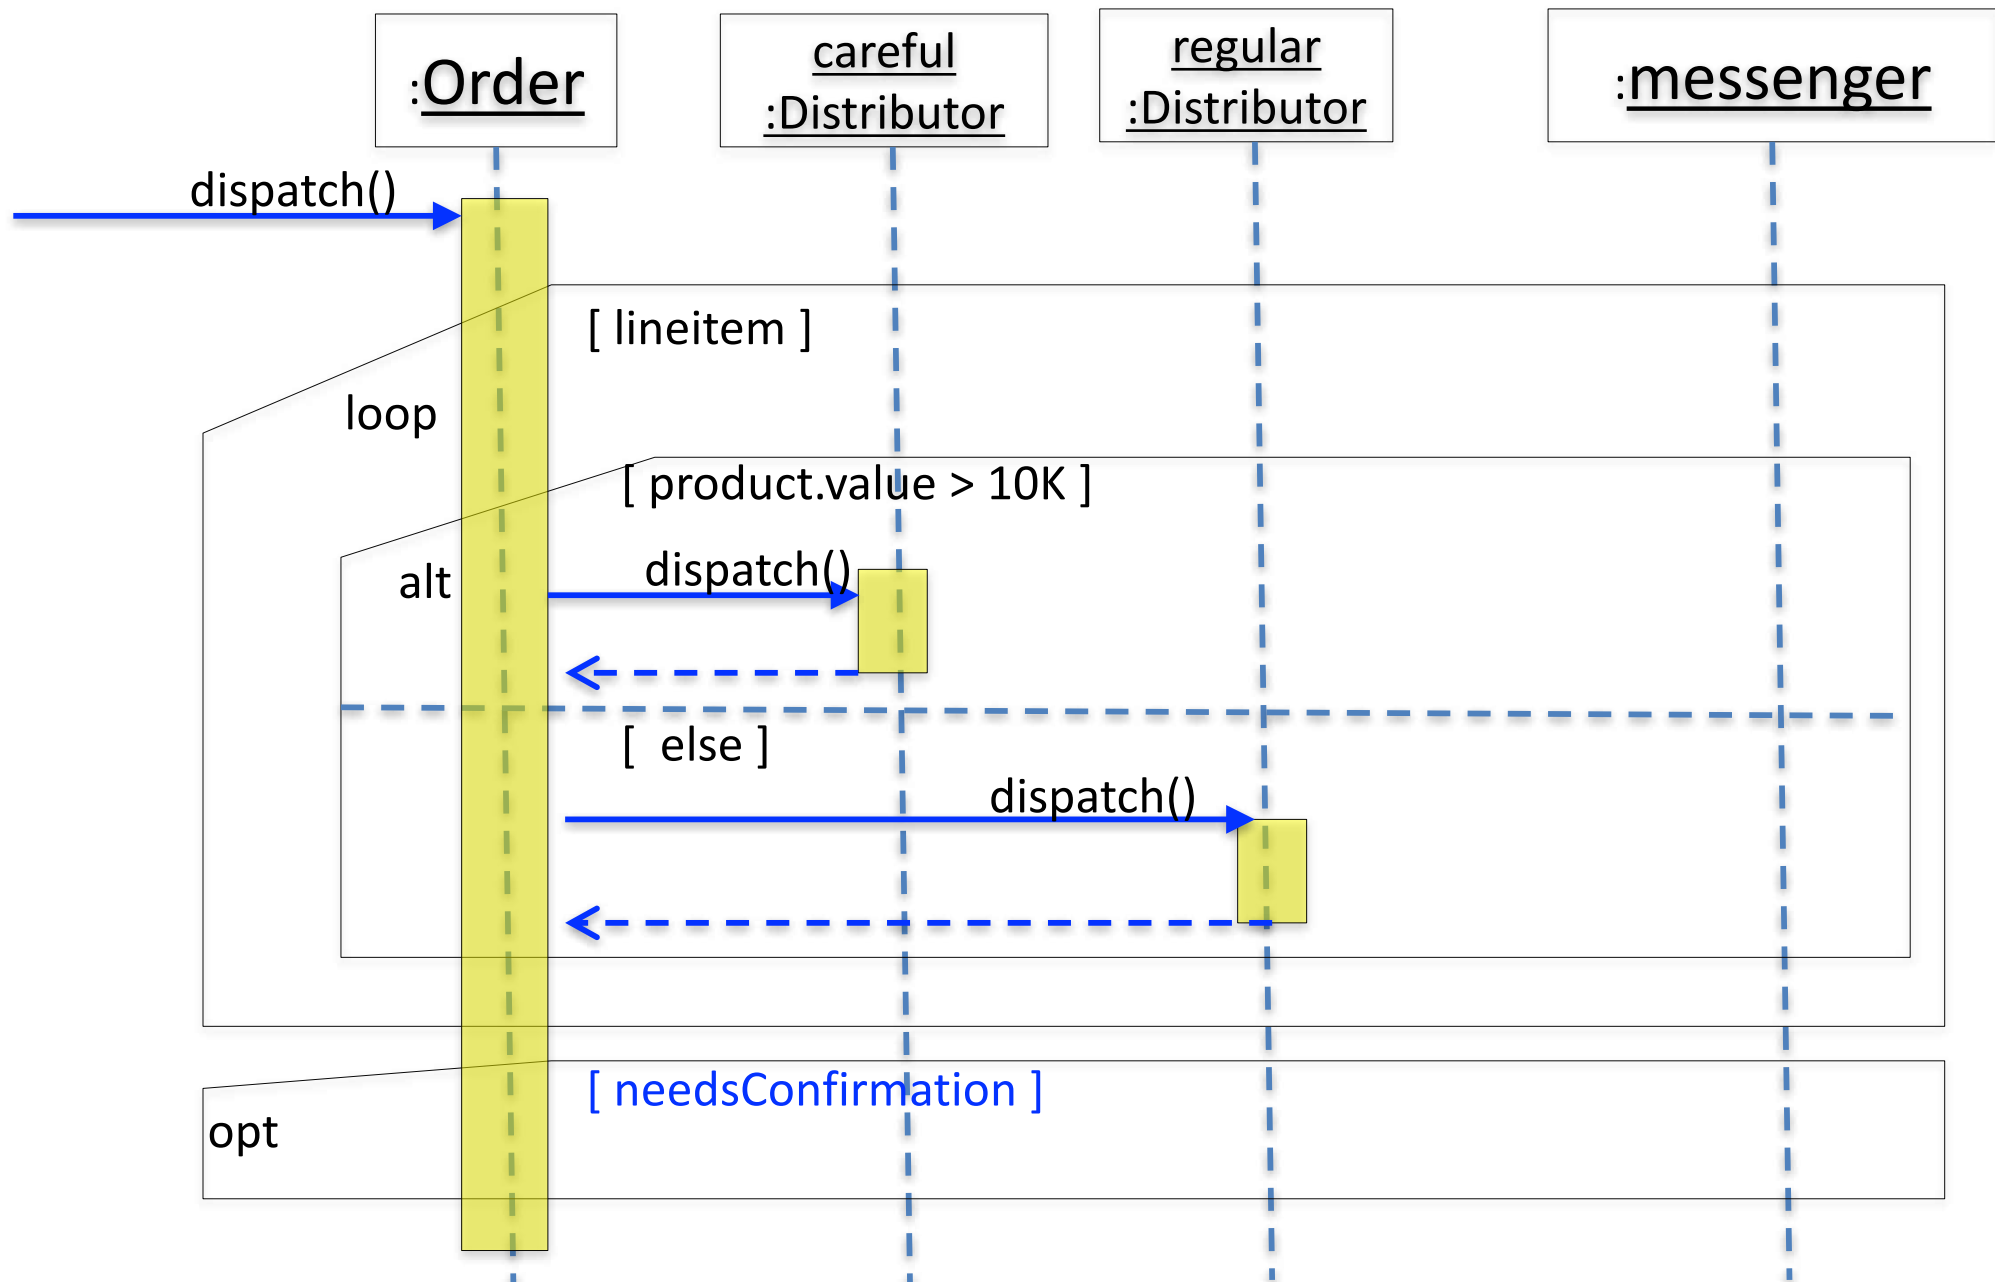 :Order
careful
:Distributor
regular
:Distributor
:messenger
dispatch()
[ lineitem ]
loop
[ product.value > 10K ]
alt
dispatch()
[ else ]
dispatch()
[ needsConfirmation ]
opt